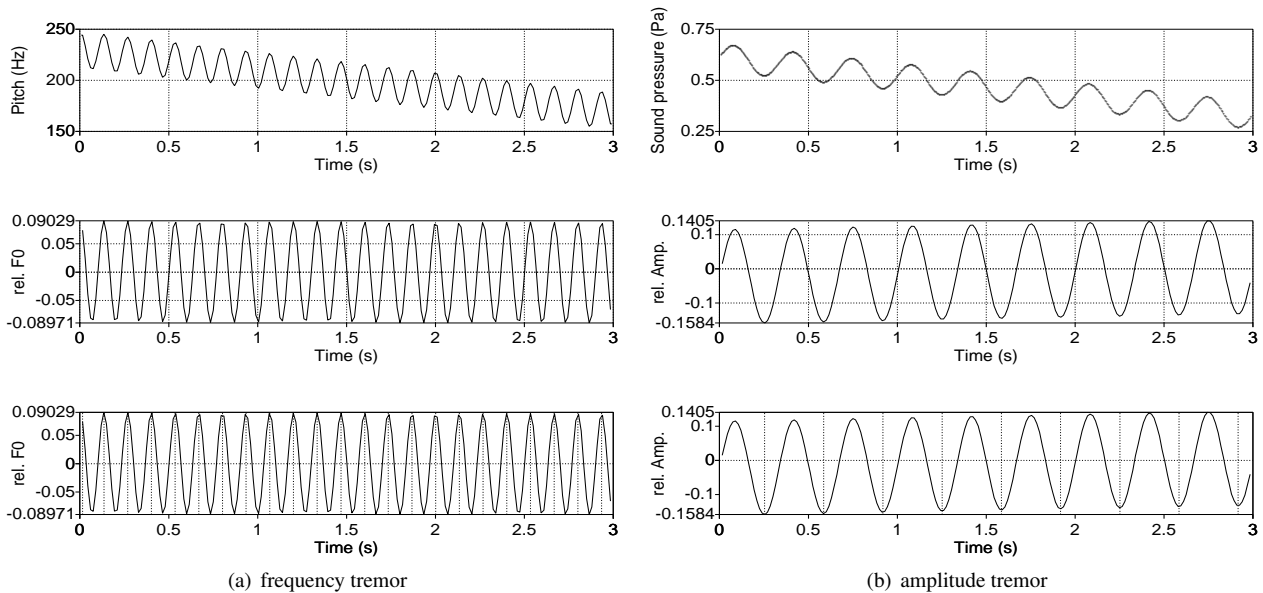 250
200
150
Pitch (Hz)
0 0.5 1 1.5 2 2.5 3
Time (s)
0.09029
0.05
0
-0.05
-0.08971
rel. F0
0 0.5 1 1.5 2 2.5 3
Time (s)
0.09029
0.05
0
-0.05
-0.08971
rel. F0
0 0.5 1 1.5 2 2.5 3
Time (s)
(a) frequency tremor
0.75
0.5
0.25
Sound pressure (Pa)
0 0.5 1 1.5 2 2.5 3
Time (s)
0.1405
0.1
0
-0.1
-0.1584
rel. Amp.
0 0.5 1 1.5 2 2.5 3
Time (s)
0.1405
0.1
0
-0.1
-0.1584
rel. Amp.
0 0.5 1 1.5 2 2.5 3
Time (s)
(b) amplitude tremor